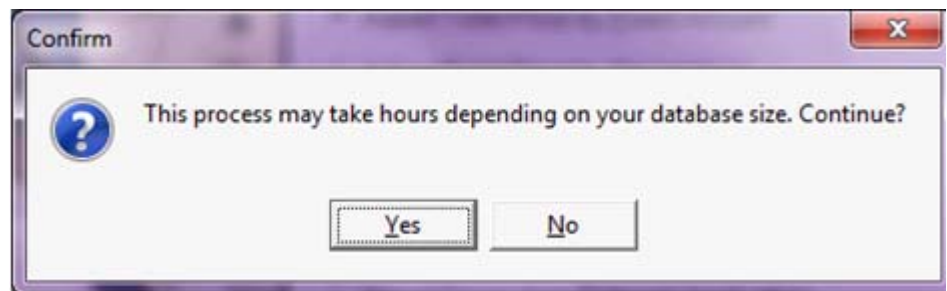 Confirm
This process may take hours depending on your database size. Continue?
Yes
No